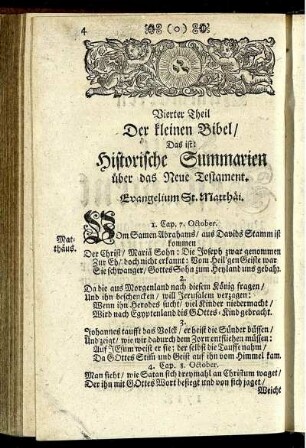 4
(o)
Vierter Theil
Der kleinen Bibel/
Das ist:
Historische Summarien
über das Neue Testament.
Evangelium St. Matthäi.
1. Cap. 7. October.
Mat-
thäus.
Vom Samen Abrahams/ aus Davids Stamm ist
kommen
Der Christ/ Mariä Sohn: Die Joseph zwar genommen
Zur Eh/ doch nicht erkannt: Vom Heil'gen Geiste war
Sie schwanger/ Gottes Sohn zum Heyland uns gebahr.
2.
Da die aus Morgenland nach diesem König fragen/
Und ihn beschencken/ will Jerusalem verzagen:
Wenn ihn Herodes sucht/ viel Kinder niedermacht/
Wird nach Egyptenland dis GOttes-Kind gebracht.
3.
Johannes taufft das Volck/ er heist die Sünder büssen/
Und zeigt/ wie wir dadurch dem Zorn entfliehen müssen:
Auf JEsum weist er sie; der selbst die Tauffe nahm/
Da GOttes Stimm und Geist auf ihn vom Himmel kam.
4. Cap. 8. October.
Man sieht/ wie Satan sich dreymahl an Christum waget/
Der ihn mit GOttes Wort besiegt und von sich jaget/
Weicht